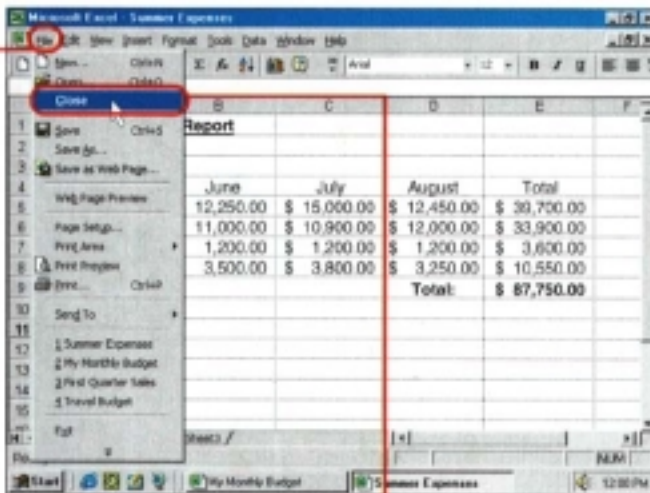 Microsoft Excel - Summer Expenses
File Edit View Insert Format Tools Data Window Help
New... Ctrl+N
Open... Ctrl+O
Close
Save Ctrl+S
Save As...
Save as Web Page...
Web Page Preview
Page Setup...
Print Area
Print Preview
Print... Ctrl+P
Send To
1 Summer Expenses
2 My Monthly Budget
3 First Quarter Sales
4 Travel Budget
Exit
Arial 12 B I U
B C D E F
1 Report
2
3
4 June July August Total
5 12,250.00 $ 15,000.00 $ 12,450.00 $ 39,700.00
6 11,000.00 $ 10,900.00 $ 12,000.00 $ 33,900.00
7 1,200.00 $ 1,200.00 $ 1,200.00 $ 3,600.00
8 3,500.00 $ 3,800.00 $ 3,250.00 $ 10,550.00
9 Total: $ 87,750.00
10
11
12
13
14
15
Sheet3
NUM
Start My Monthly Budget Summer Expenses 12:00 PM